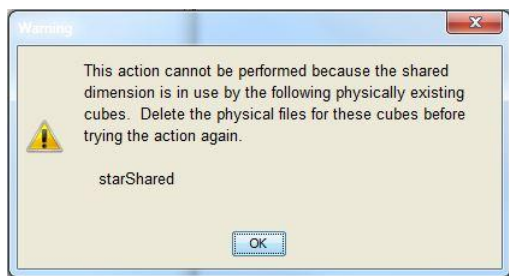 Warning
This action cannot be performed because the shared
dimension is in use by the following physically existing
cubes. Delete the physical files for these cubes before
trying the action again.
starShared
OK